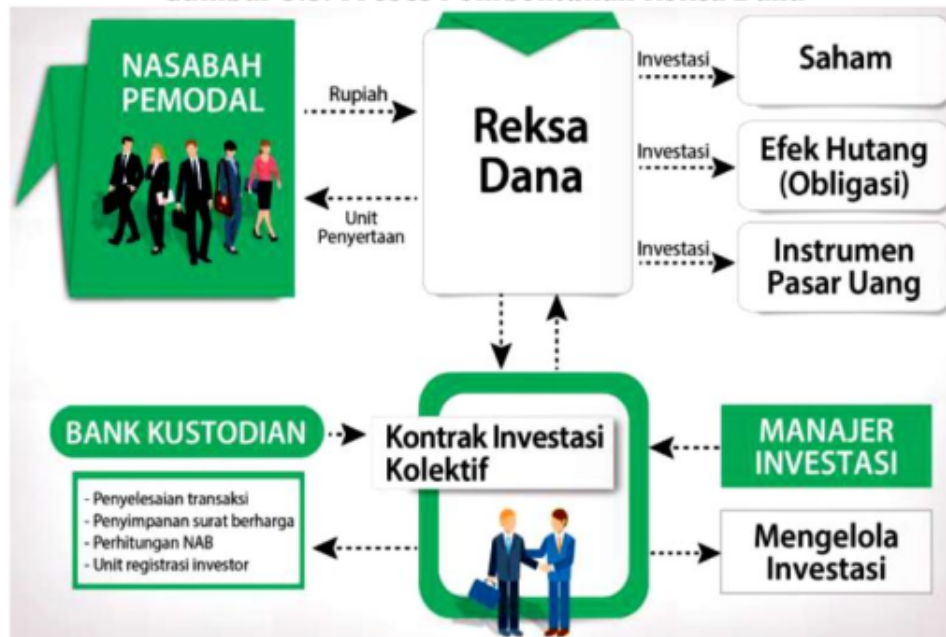 NASABAH
PEMODAL
Rupiah
Unit
Penyertaan
Reksa
Dana
Investasi
Saham
Investasi
Efek Hutang
(Obligasi)
Investasi
Instrumen
Pasar Uang
BANK KUSTODIAN
- Penyelesaian transaksi
- Penyimpanan surat berharga
- Perhitungan NAB
- Unit registrasi investor
Kontrak Investasi
Kolektif
MANAJER
INVESTASI
Mengelola
Investasi